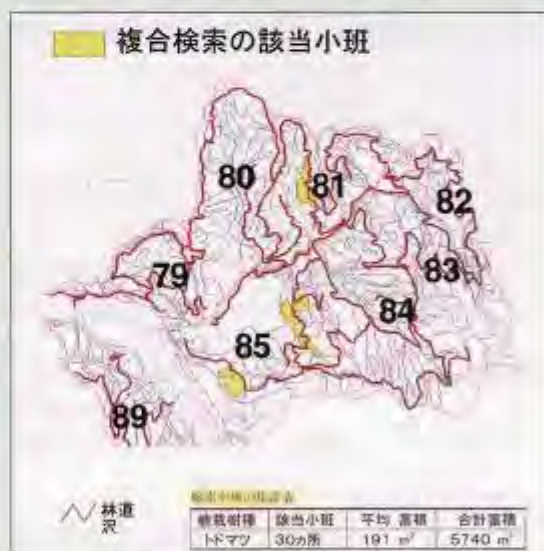 複合検索の該当小班
80
81
82
79
83
84
85
89
林道
沢
植栽樹種 該当小班 平均 蓄積 合計蓄積
トドマツ 30カ所 191 m³ 5740 m³